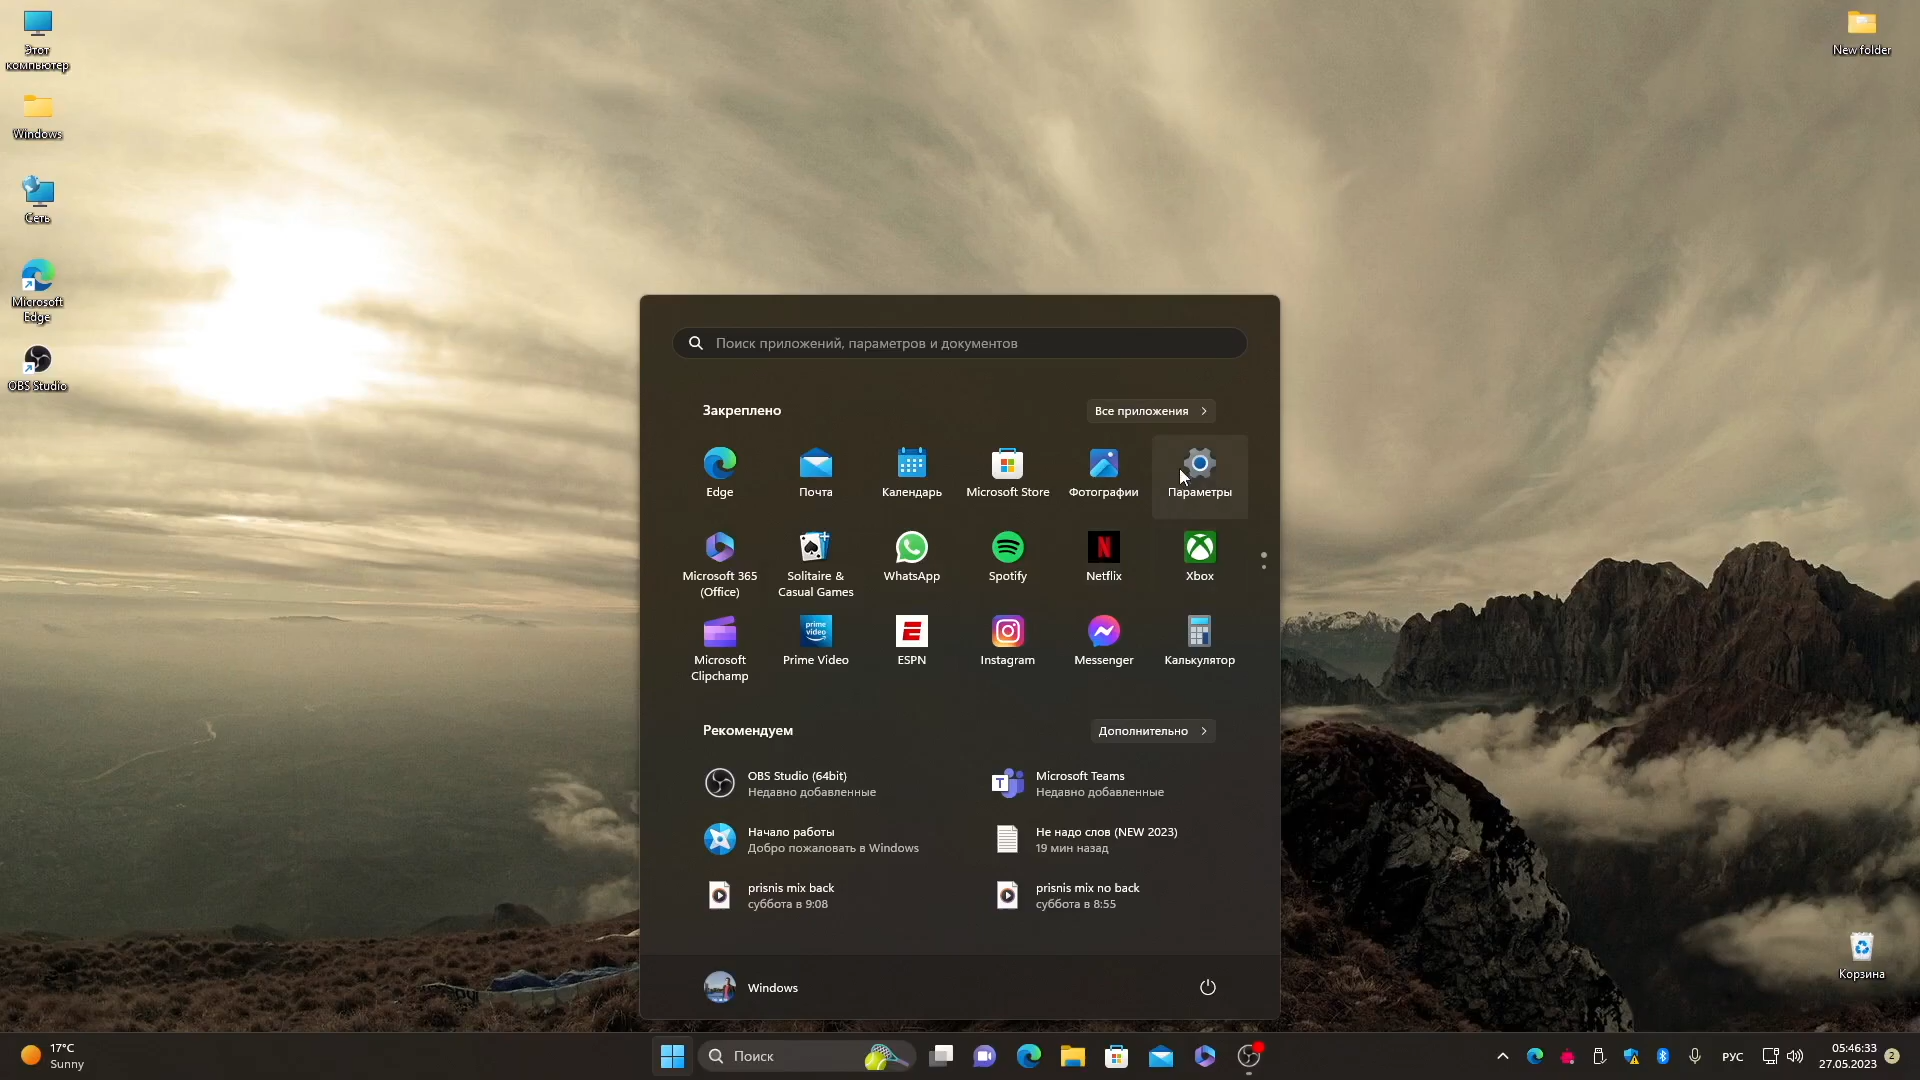 Этот
компьютер
Windows
Сеть
Microsoft
Edge
OBS Studio
New folder
Поиск приложений, параметров и документов
Закреплено
Все приложения
Edge
Почта
Календарь
Microsoft Store
Фотографии
Параметры
Microsoft 365
(Office)
Solitaire &
Casual Games
WhatsApp
Spotify
Netflix
Xbox
prime
video
Microsoft
Clipchamp
Prime Video
ESPN
Instagram
Messenger
Калькулятор
Рекомендуем
Дополнительно
OBS Studio (64bit)
Недавно добавленные
Microsoft Teams
Недавно добавленные
Начало работы
Добро пожаловать в Windows
Не надо слов (NEW 2023)
19 мин назад
prisnis mix back
суббота в 9:08
prisnis mix no back
суббота в 8:55
Windows
Корзина
17°C
Sunny
Поиск
РУС
05:46:33
27.05.2023
2